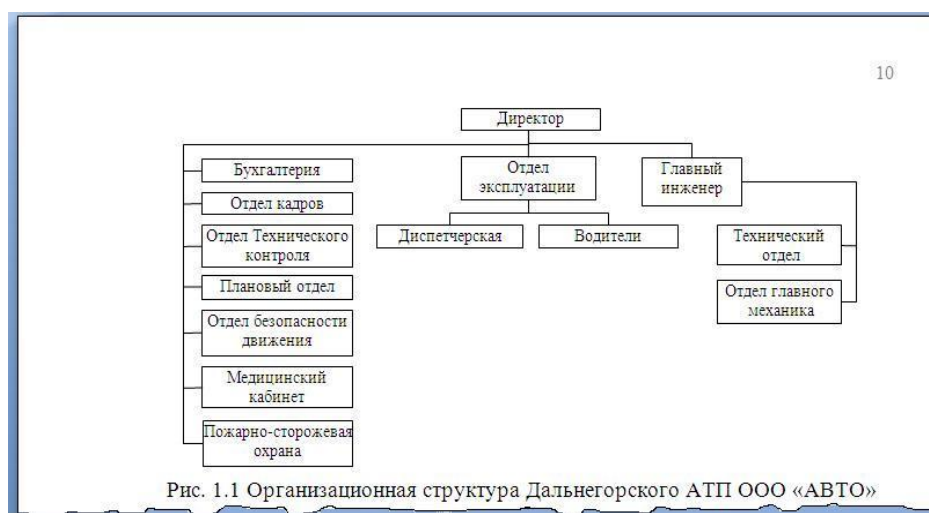 10
Директор
Бухгалтерия
Отдел кадров
Отдел Технического
контроля
Плановый отдел
Отдел безопасности
движения
Медицинский
кабинет
Пожарно-сторожевая
охрана
Отдел
эксплуатации
Диспетчерская
Водители
Главный
инженер
Технический
отдел
Отдел главного
механика
Рис. 1.1 Организационная структура Дальнегорского АТП ООО «АВТО»